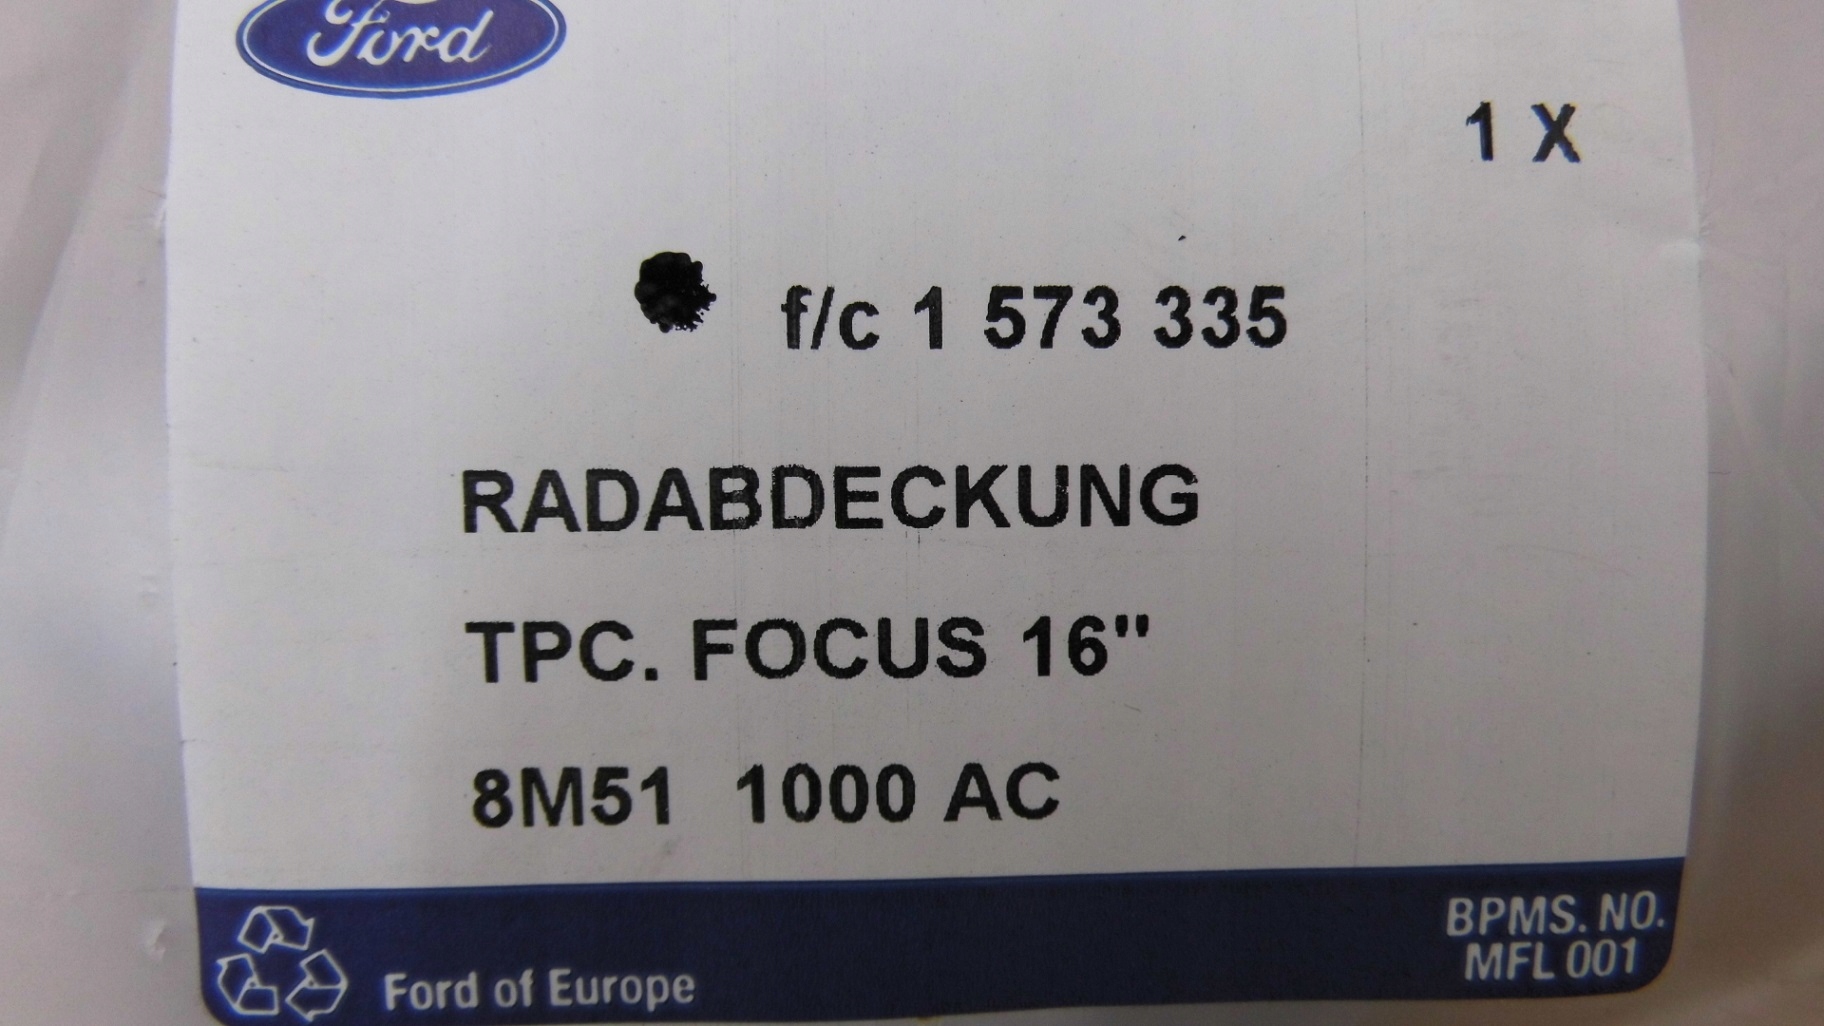 Ford
1 X
f/c 1 573 335
RADABDECKUNG
TPC. FOCUS 16"
8M51 1000 AC
BPMS. NO.
MFL 001
Ford of Europe